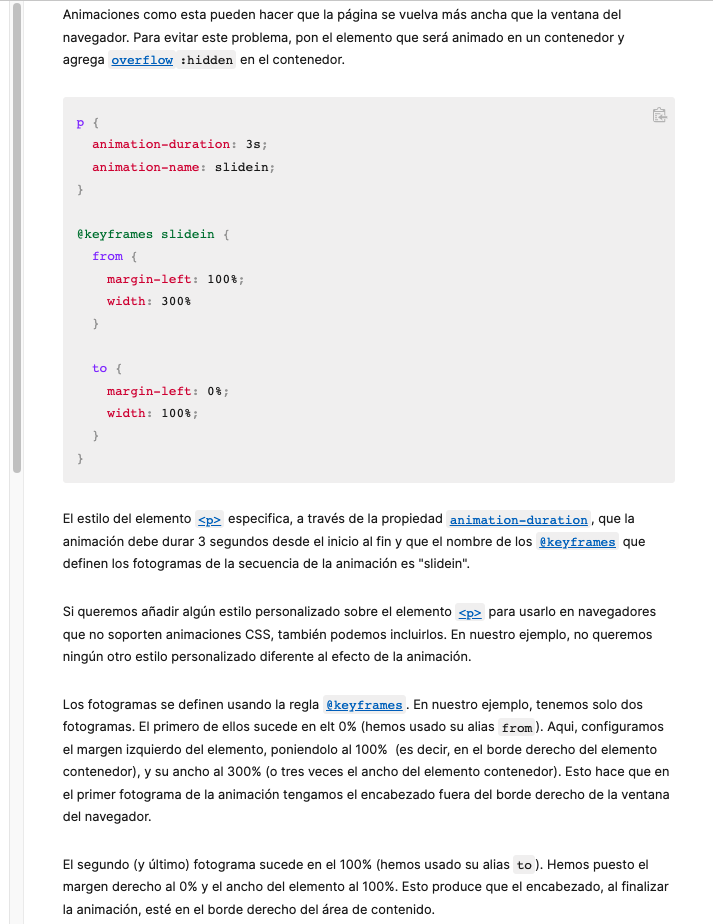 Animaciones como esta pueden hacer que la página se vuelva más ancha que la ventana del
navegador. Para evitar este problema, pon el elemento que será animado en un contenedor y
agrega overflow :hidden en el contenedor.
p {
  animation-duration: 3s;
  animation-name: slidein;
}
@keyframes slidein {
  from {
    margin-left: 100%;
    width: 300%
  }
  to {
    margin-left: 0%;
    width: 100%;
  }
}
El estilo del elemento <p> especifica, a través de la propiedad animation-duration, que la
animación debe durar 3 segundos desde el inicio al fin y que el nombre de los @keyframes que
definen los fotogramas de la secuencia de la animación es "slidein".
Si queremos añadir algún estilo personalizado sobre el elemento <p> para usarlo en navegadores
que no soporten animaciones CSS, también podemos incluirlos. En nuestro ejemplo, no queremos
ningún otro estilo personalizado diferente al efecto de la animación.
Los fotogramas se definen usando la regla @keyframes. En nuestro ejemplo, tenemos solo dos
fotogramas. El primero de ellos sucede en elt 0% (hemos usado su alias from). Aqui, configuramos
el margen izquierdo del elemento, poniendolo al 100% (es decir, en el borde derecho del elemento
contenedor), y su ancho al 300% (o tres veces el ancho del elemento contenedor). Esto hace que en
el primer fotograma de la animación tengamos el encabezado fuera del borde derecho de la ventana
del navegador.
El segundo (y último) fotograma sucede en el 100% (hemos usado su alias to). Hemos puesto el
margen derecho al 0% y el ancho del elemento al 100%. Esto produce que el encabezado, al finalizar
la animación, esté en el borde derecho del área de contenido.